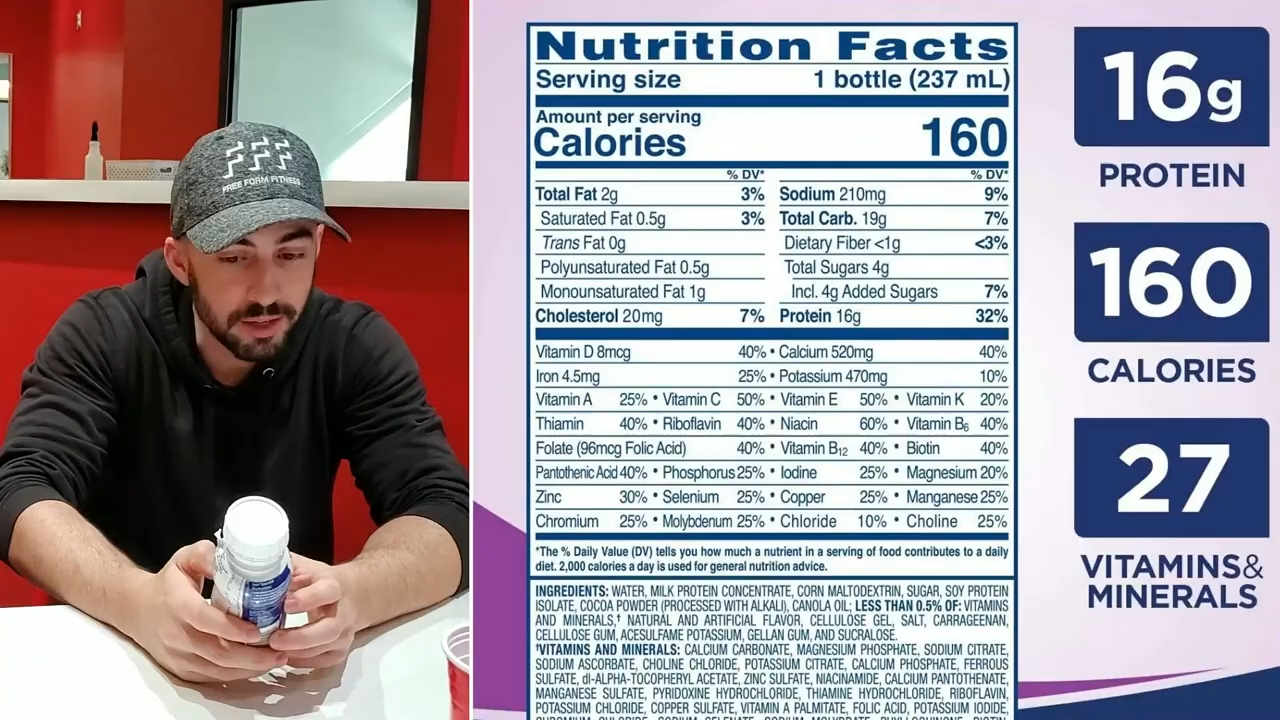 FREE FORM FITNESS
Nutrition Facts
Serving size 1 bottle (237 mL)
Amount per serving
Calories 160
% DV* % DV*
Total Fat 2g 3% Sodium 210mg 9%
Saturated Fat 0.5g 3% Total Carb. 19g 7%
Trans Fat 0g Dietary Fiber <1g <3%
Polyunsaturated Fat 0.5g Total Sugars 4g
Monounsaturated Fat 1g Incl. 4g Added Sugars 7%
Cholesterol 20mg 7% Protein 16g 32%
Vitamin D 8mcg 40% • Calcium 520mg 40%
Iron 4.5mg 25% • Potassium 470mg 10%
Vitamin A 25% • Vitamin C 50% • Vitamin E 50% • Vitamin K 20%
Thiamin 40% • Riboflavin 40% • Niacin 60% • Vitamin B6 40%
Folate (96mcg Folic Acid) 40% • Vitamin B12 40% • Biotin 40%
Pantothenic Acid 40% • Phosphorus 25% • Iodine 25% • Magnesium 20%
Zinc 30% • Selenium 25% • Copper 25% • Manganese 25%
Chromium 25% • Molybdenum 25% • Chloride 10% • Choline 25%
*The % Daily Value (DV) tells you how much a nutrient in a serving of food contributes to a daily
diet. 2,000 calories a day is used for general nutrition advice.
INGREDIENTS: WATER, MILK PROTEIN CONCENTRATE, CORN MALTODEXTRIN, SUGAR, SOY PROTEIN
ISOLATE, COCOA POWDER (PROCESSED WITH ALKALI), CANOLA OIL; LESS THAN 0.5% OF: VITAMINS
AND MINERALS,† NATURAL AND ARTIFICIAL FLAVOR, CELLULOSE GEL, SALT, CARRAGEENAN,
CELLULOSE GUM, ACESULFAME POTASSIUM, GELLAN GUM, AND SUCRALOSE.
†VITAMINS AND MINERALS: CALCIUM CARBONATE, MAGNESIUM PHOSPHATE, SODIUM CITRATE,
SODIUM ASCORBATE, CHOLINE CHLORIDE, POTASSIUM CITRATE, CALCIUM PHOSPHATE, FERROUS
SULFATE, dl-ALPHA-TOCOPHERYL ACETATE, ZINC SULFATE, NIACINAMIDE, CALCIUM PANTOTHENATE,
MANGANESE SULFATE, PYRIDOXINE HYDROCHLORIDE, THIAMINE HYDROCHLORIDE, RIBOFLAVIN,
POTASSIUM CHLORIDE, COPPER SULFATE, VITAMIN A PALMITATE, FOLIC ACID, POTASSIUM IODIDE,
CHROMIUM CHLORIDE, SODIUM SELENATE, SODIUM MOLYBDATE, PHYLLOQUINONE, BIOTIN,
16g
PROTEIN
160
CALORIES
27
VITAMINS&
MINERALS